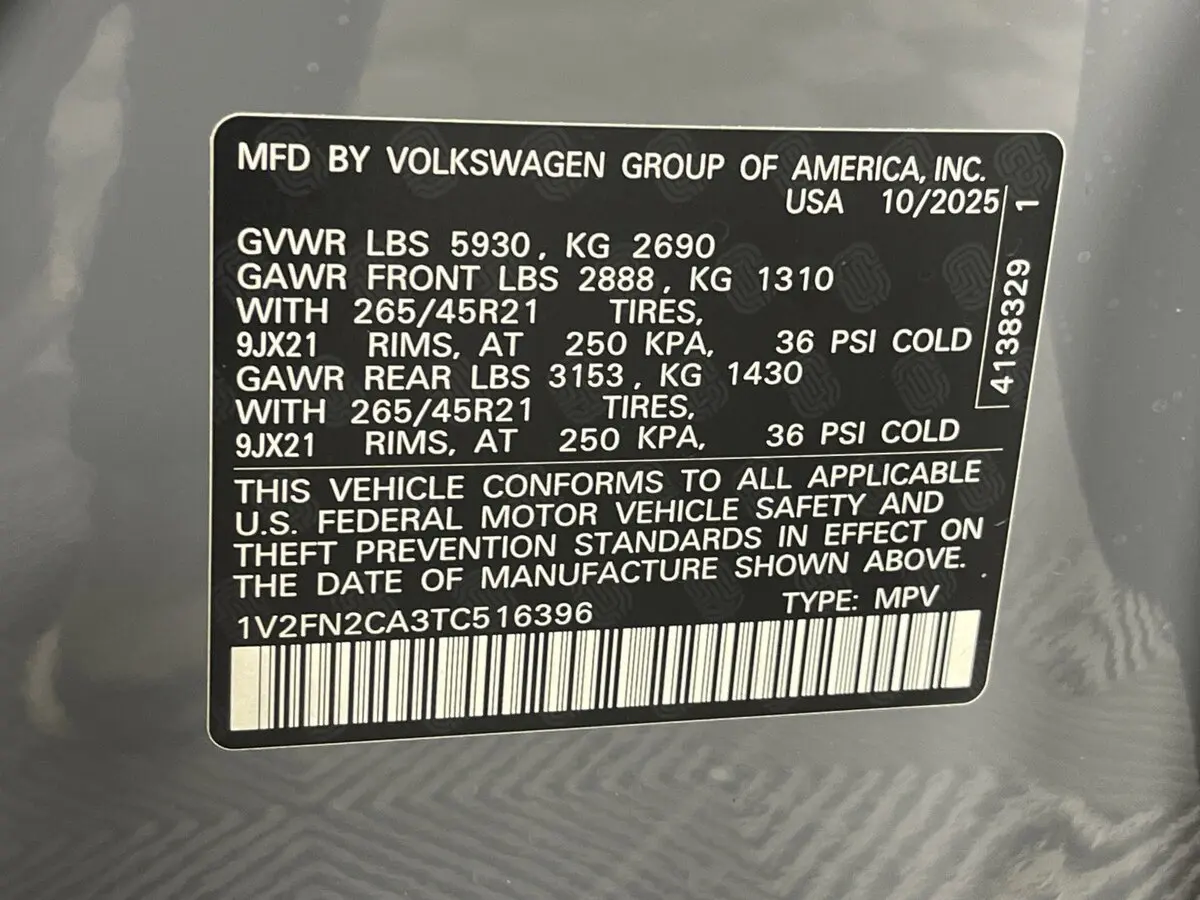 MFD BY VOLKSWAGEN GROUP OF AMERICA, INC.
USA 10/2025
GVWR LBS 5930, KG 2690
GAWR FRONT LBS 2888, KG 1310
WITH 265/45R21 TIRES,
9JX21 RIMS, AT 250 KPA, 36 PSI COLD
GAWR REAR LBS 3153, KG 1430
WITH 265/45R21 TIRES,
9JX21 RIMS, AT 250 KPA, 36 PSI COLD
THIS VEHICLE CONFORMS TO ALL APPLICABLE
U.S. FEDERAL MOTOR VEHICLE SAFETY AND
THEFT PREVENTION STANDARDS IN EFFECT ON
THE DATE OF MANUFACTURE SHOWN ABOVE.
1V2FN2CA3TC516396 TYPE: MPV
4138329 1